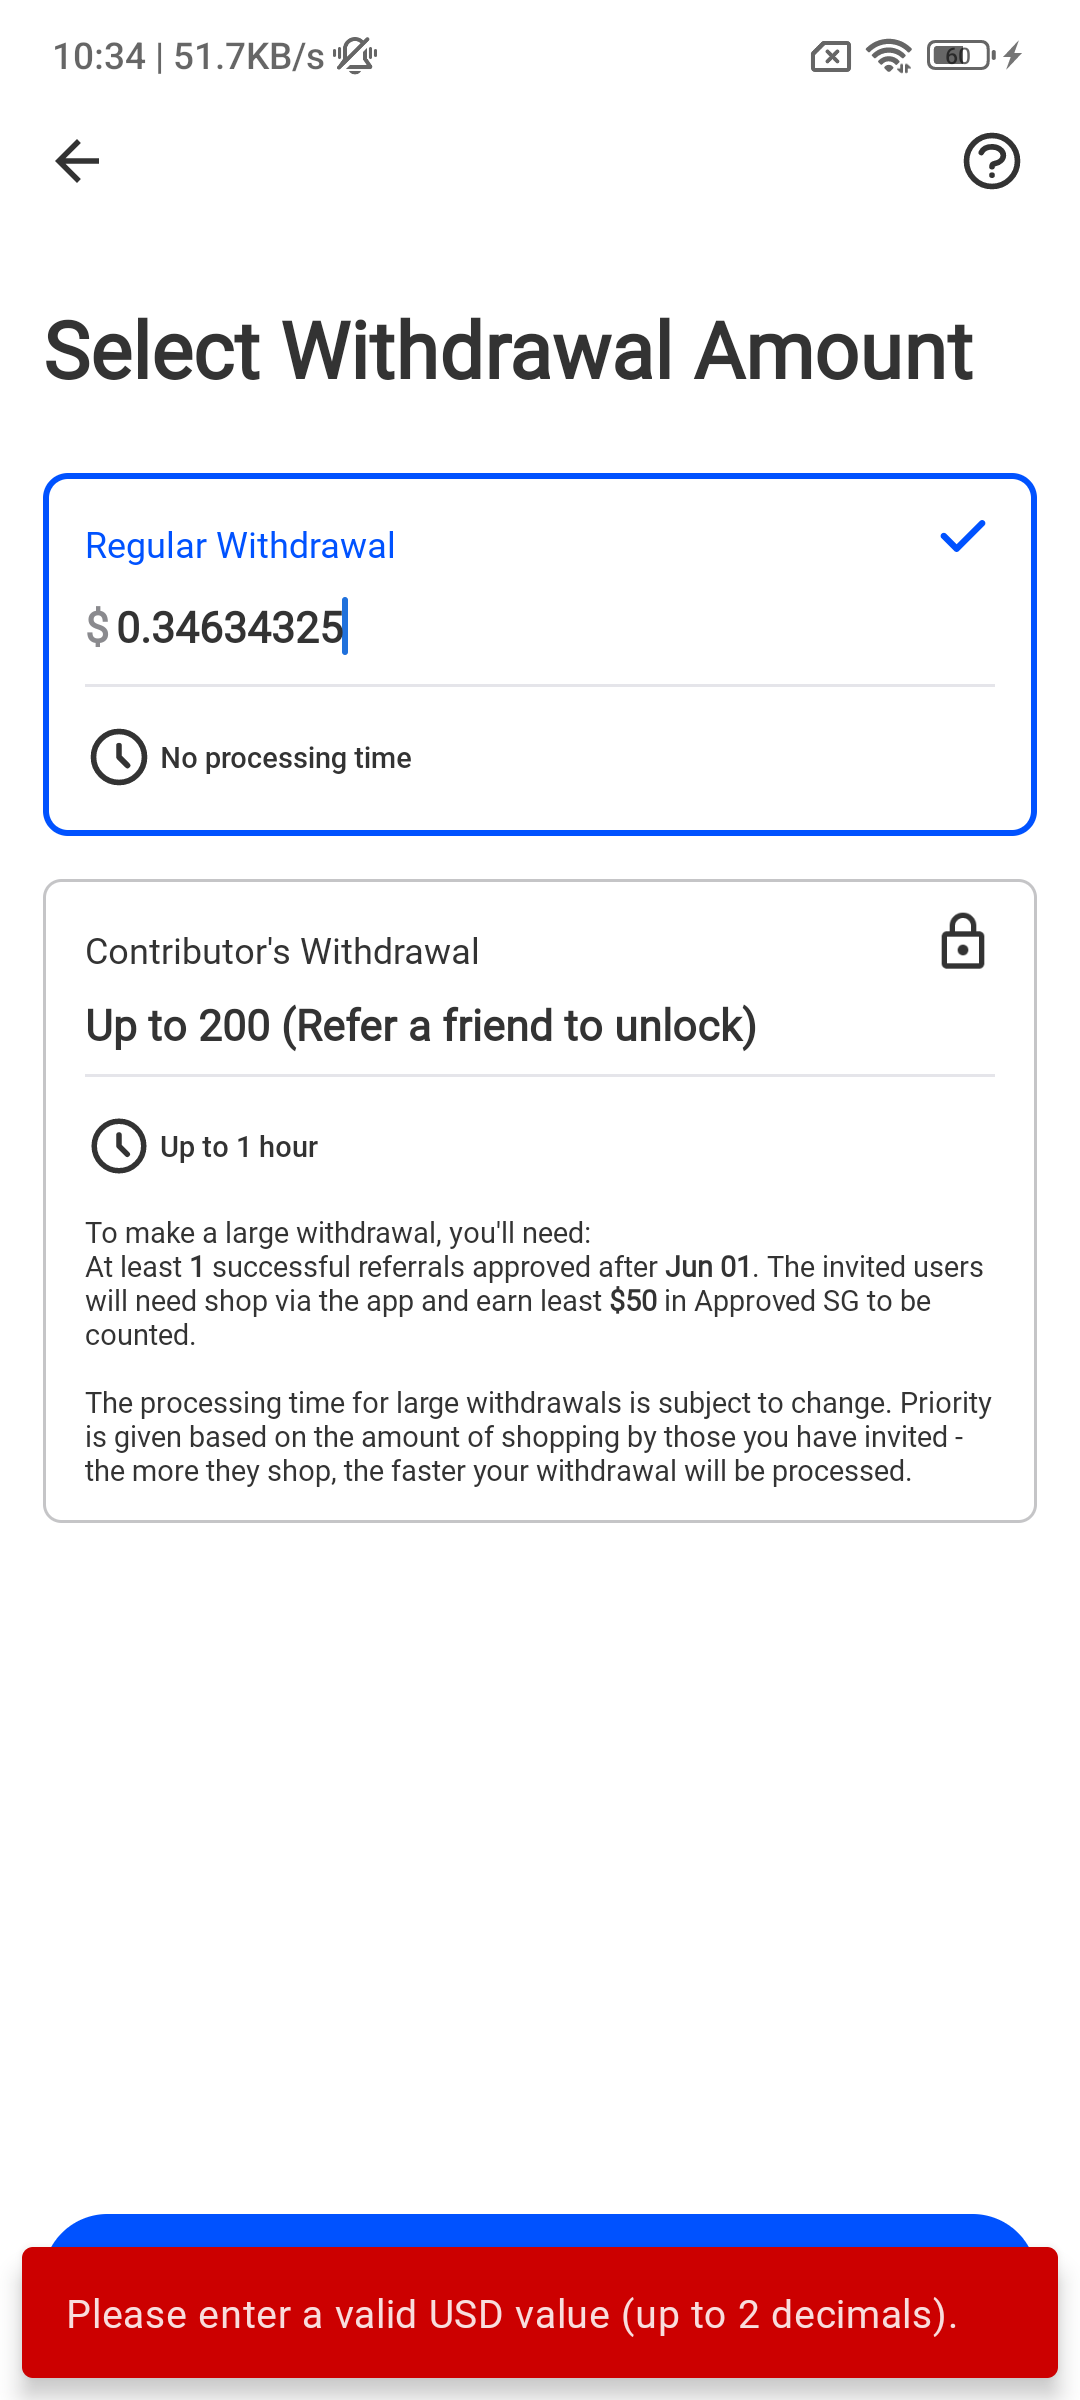 10:34 | 51.7KB/s
60
Select Withdrawal Amount
Regular Withdrawal
$ 0.34634325
No processing time
Contributor's Withdrawal
Up to 200 (Refer a friend to unlock)
Up to 1 hour
To make a large withdrawal, you'll need:
At least 1 successful referrals approved after Jun 01. The invited users
will need shop via the app and earn least $50 in Approved SG to be
counted.
The processing time for large withdrawals is subject to change. Priority
is given based on the amount of shopping by those you have invited -
the more they shop, the faster your withdrawal will be processed.
Please enter a valid USD value (up to 2 decimals).